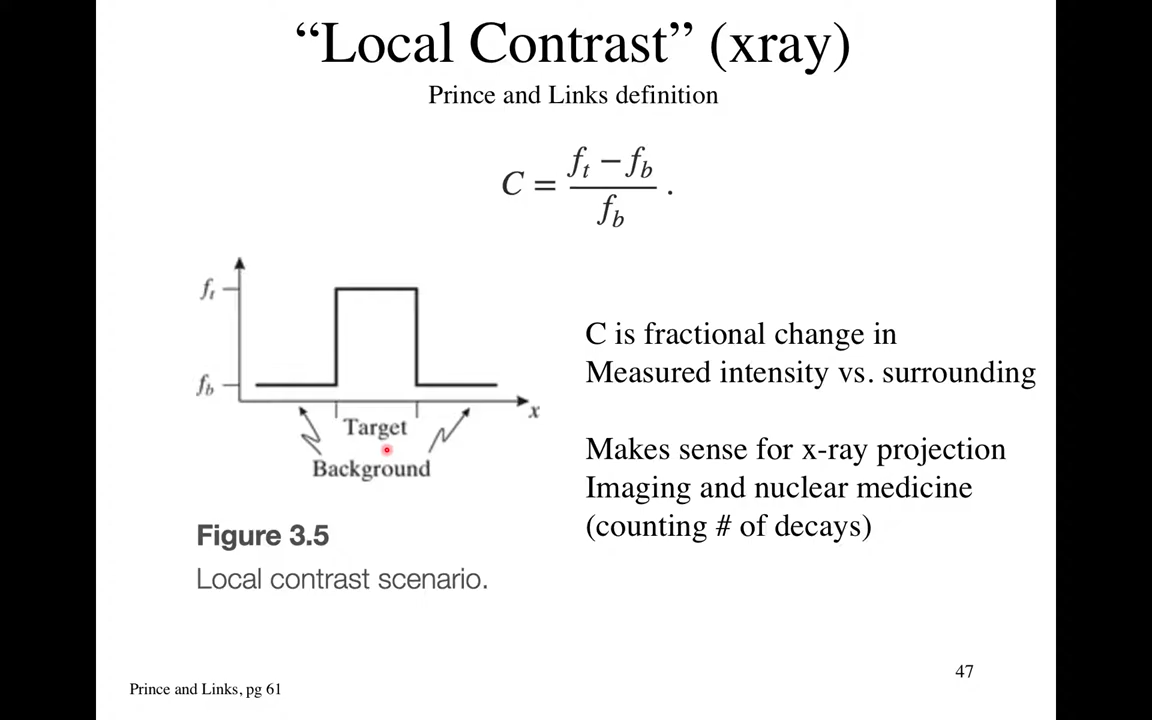 “Local Contrast” (xray)
Prince and Links definition
C = (f_t − f_b) / f_b .
f_t
f_b
x
Target
Background
Figure 3.5
Local contrast scenario.
C is fractional change in
Measured intensity vs. surrounding
Makes sense for x-ray projection
Imaging and nuclear medicine
(counting # of decays)
47
Prince and Links, pg 61